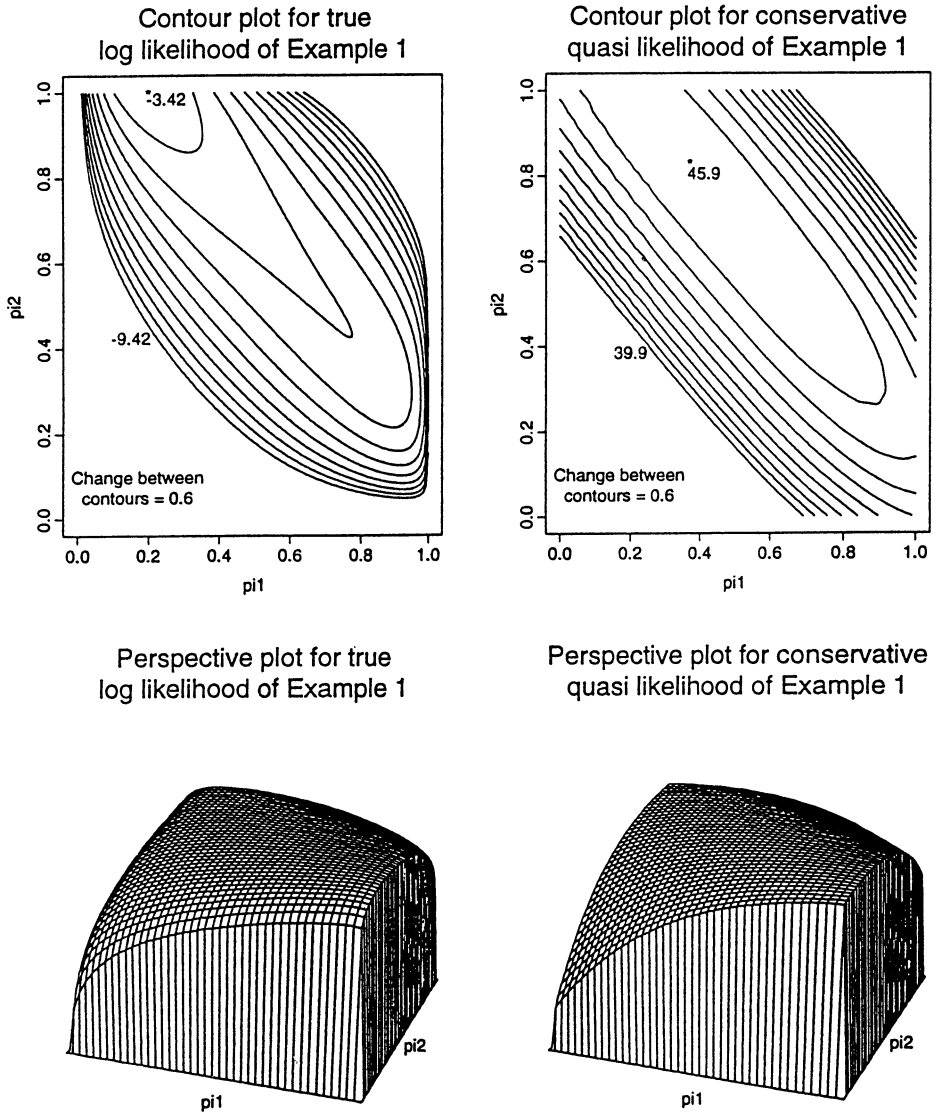 Contour plot for true
log likelihood of Example 1
Contour plot for conservative
quasi likelihood of Example 1
1.0
0.8
0.6
0.4
0.2
0.0
pi2
*
-3.42
-9.42
Change between
contours = 0.6
0.0
0.2
0.4
0.6
0.8
1.0
pi1
1.0
0.8
0.6
0.4
0.2
0.0
pi2
*
45.9
39.9
Change between
contours = 0.6
0.0
0.2
0.4
0.6
0.8
1.0
pi1
Perspective plot for true
log likelihood of Example 1
Perspective plot for conservative
quasi likelihood of Example 1
pi2
pi1
pi2
pi1